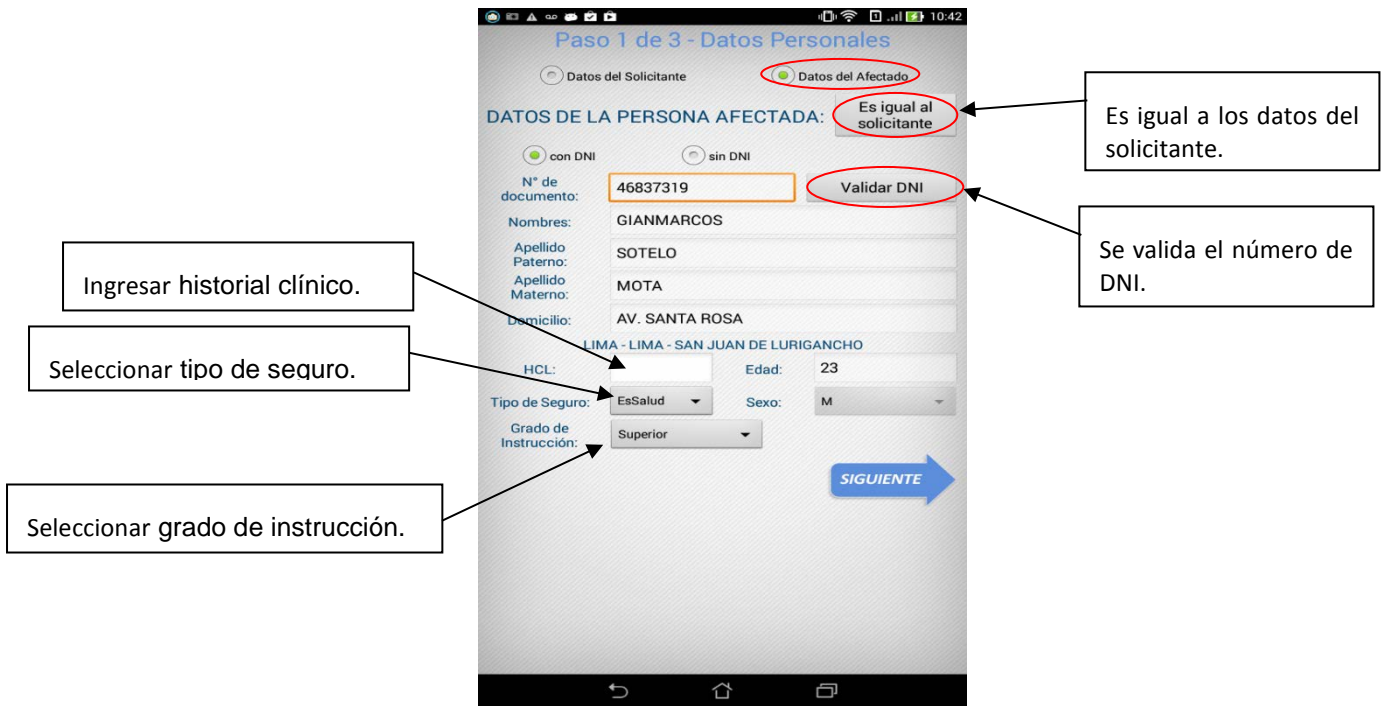 10:42
Paso 1 de 3 - Datos Personales
Datos del Solicitante
Datos del Afectado
DATOS DE LA PERSONA AFECTADA:
Es igual al
solicitante
con DNI
sin DNI
N° de
documento:
46837319
Validar DNI
Nombres:
GIANMARCOS
Apellido
Paterno:
SOTELO
Apellido
Materno:
MOTA
Domicilio:
AV. SANTA ROSA
LIMA - LIMA - SAN JUAN DE LURIGANCHO
HCL:
Edad:
23
Tipo de Seguro:
EsSalud
Sexo:
M
Grado de
Instrucción:
Superior
SIGUIENTE
Ingresar historial clínico.
Seleccionar tipo de seguro.
Seleccionar grado de instrucción.
Es igual a los datos del
solicitante.
Se valida el número de
DNI.